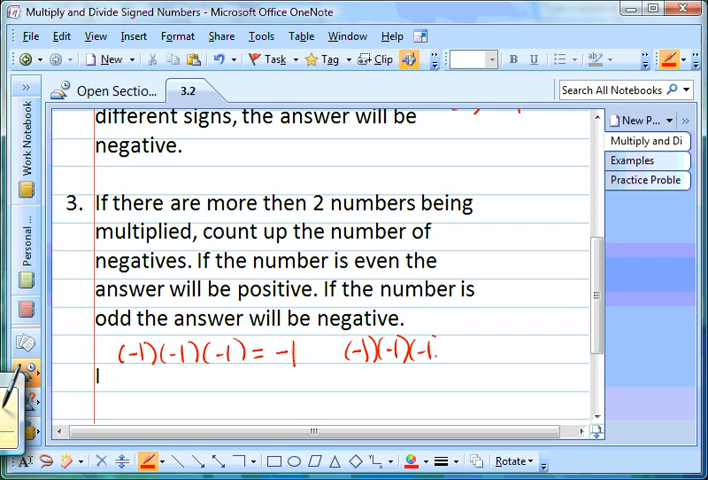 Multiply and Divide Signed Numbers - Microsoft Office OneNote
File Edit View Insert Format Share Tools Table Window Help
New Task Tag Clip B U ab
Open Sectio... 3.2 Search All Notebooks
Work Notebook
Personal
New P...
Multiply and Di
Examples
Practice Proble
different signs, the answer will be
negative.
3. If there are more then 2 numbers being
multiplied, count up the number of
negatives. If the number is even the
answer will be positive. If the number is
odd the answer will be negative.
(-1)(-1)(-1) = -1 (-1)(-1)(-1
Rotate